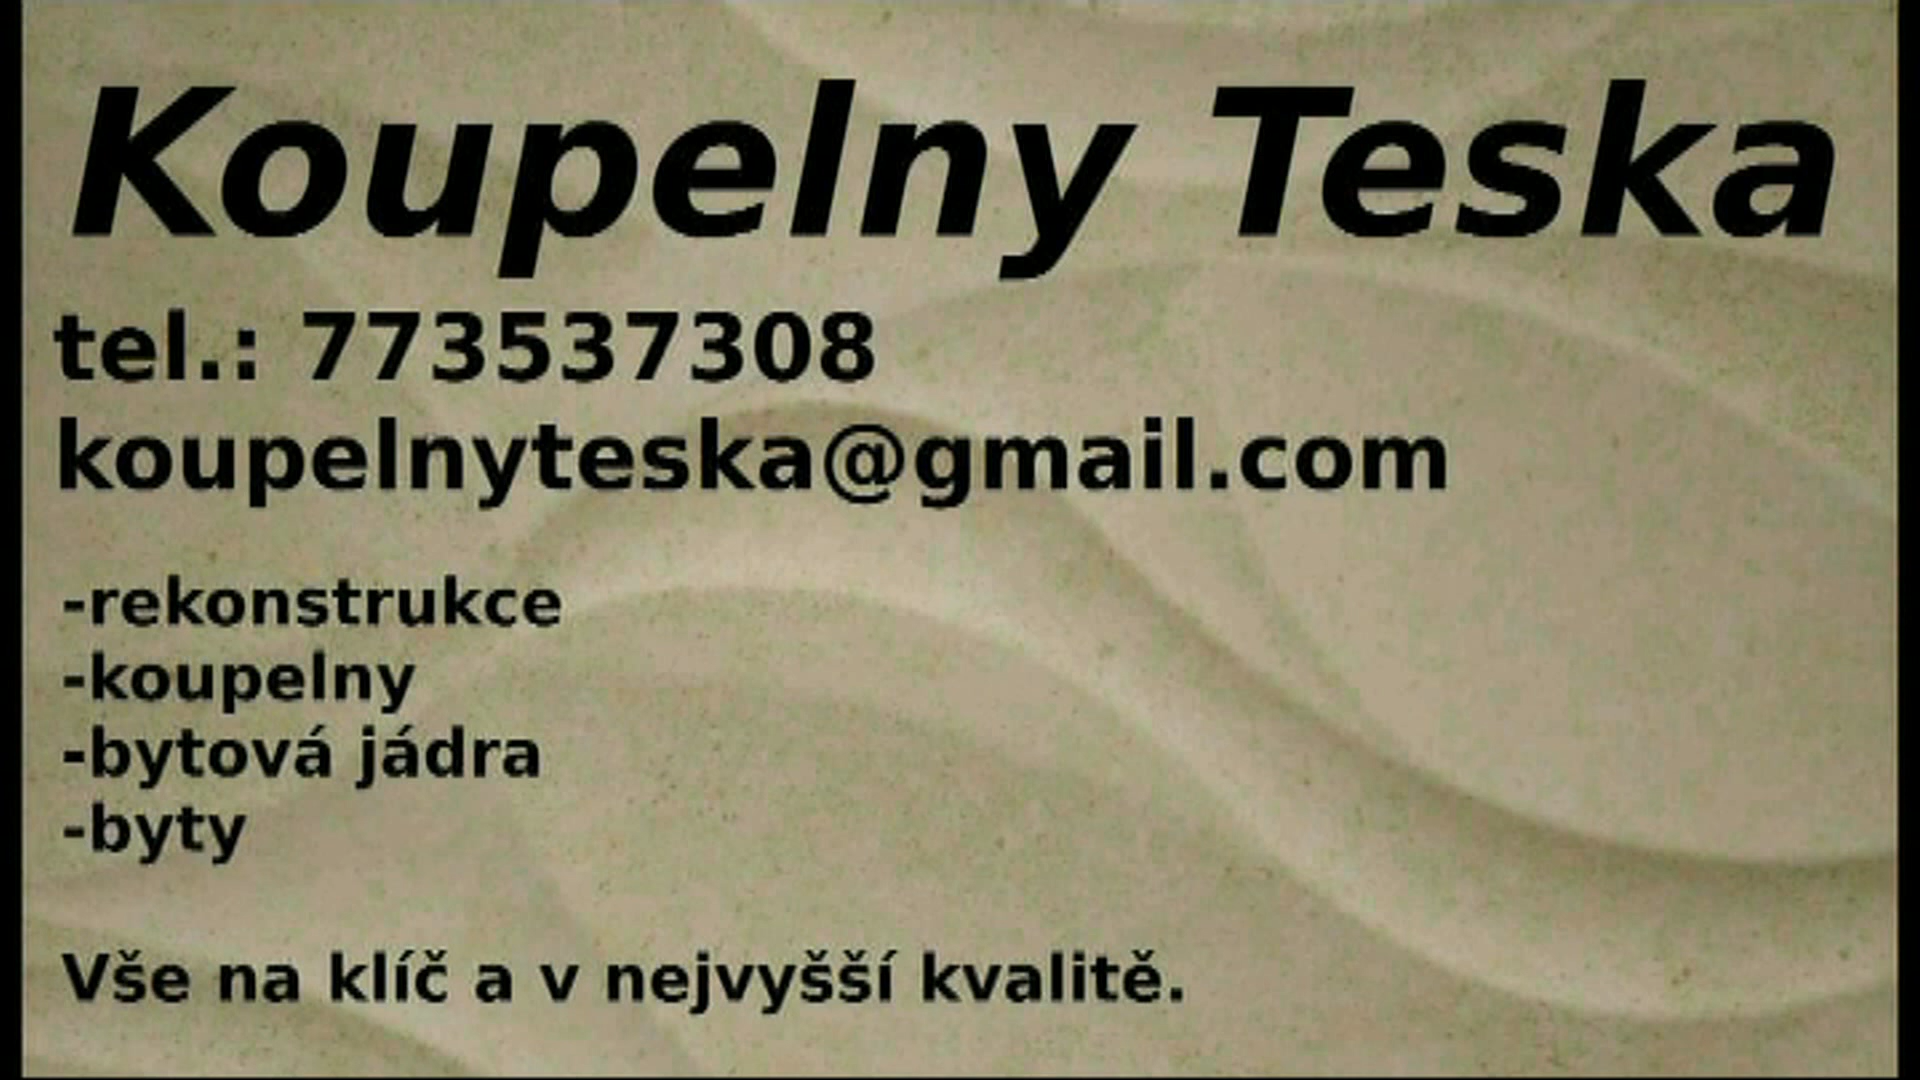 Koupelny Teska
tel.: 773537308
koupelnyteska@gmail.com
-rekonstrukce
-koupelny
-bytová jádra
-byty
Vše na klíč a v nejvyšší kvalitě.